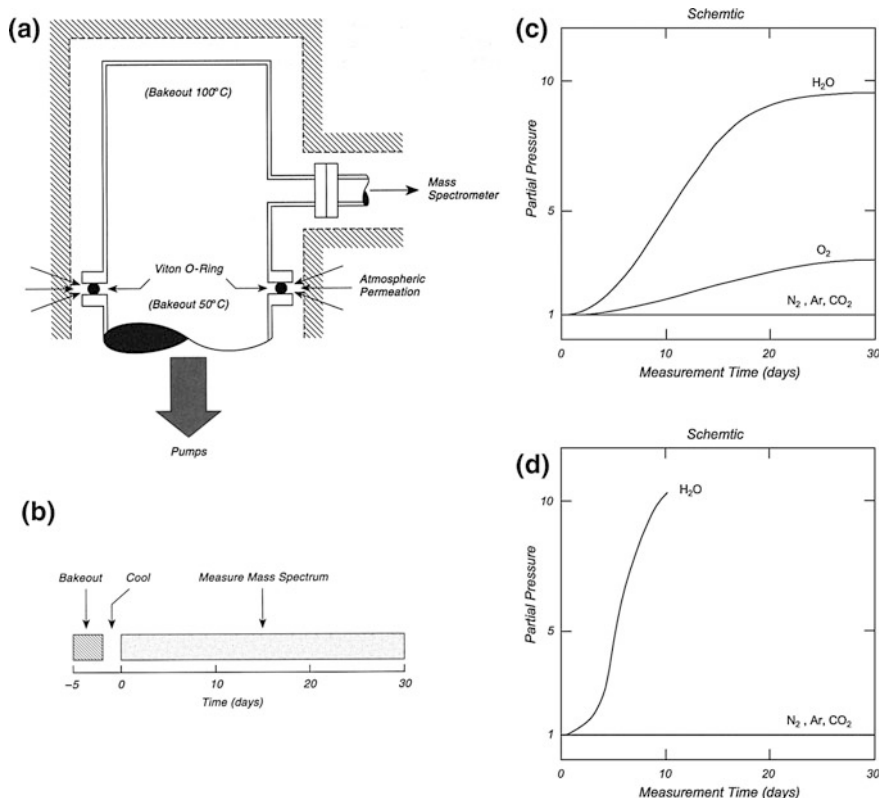 (a)
(Bakeout 100°C)
Mass
Spectrometer
Viton O-Ring
Atmospheric
Permeation
(Bakeout 50°C)
Pumps
(b)
Bakeout
Cool
Measure Mass Spectrum
-5 0 10 20 30
Time (days)
(c)
Schemtic
10
H₂O
Partial Pressure
5
O₂
N₂ , Ar, CO₂
1
0 10 20 30
Measurement Time (days)
(d)
Schemtic
H₂O
10
Partial Pressure
5
N₂ , Ar, CO₂
1
0 10 20 30
Measurement Time (days)